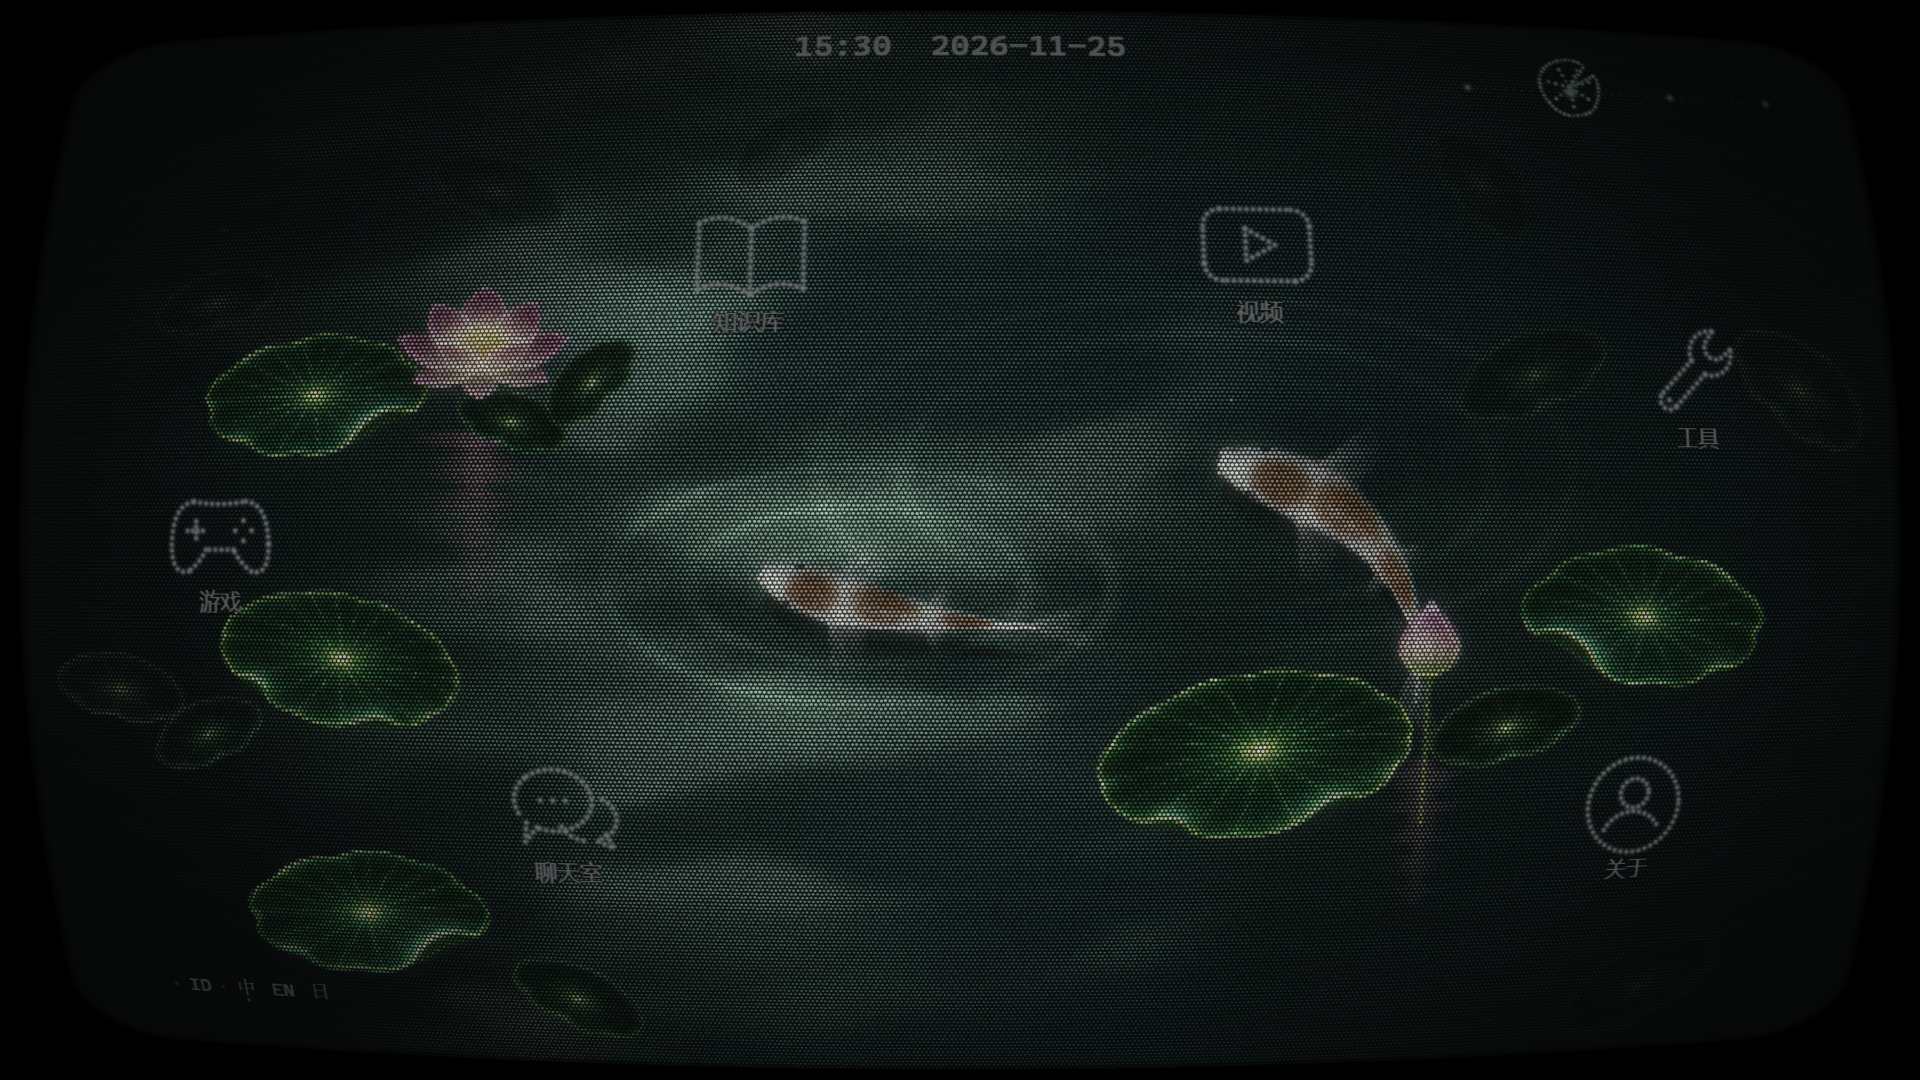 15:30 2026-11-25
知识库
视频
工具
游戏
聊天室
关于
· ID · 中 EN 日